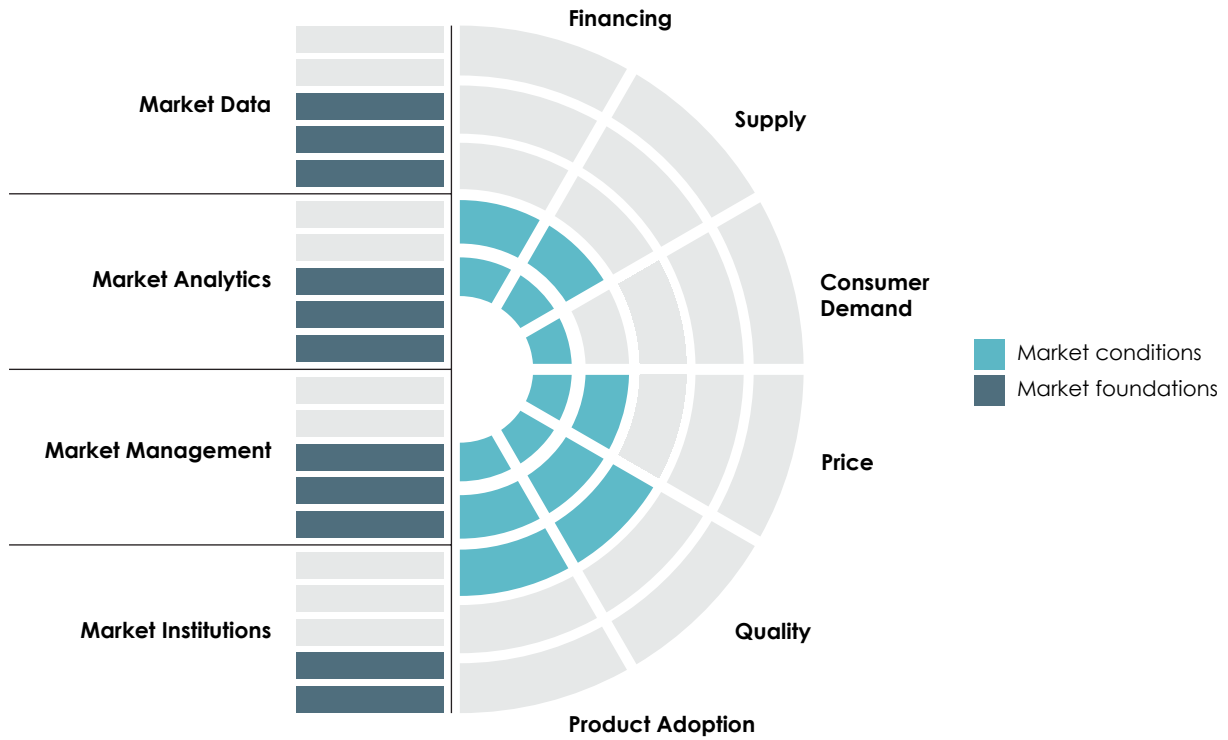 Financing
Market Data
Supply
Market Analytics
Consumer
Demand
Market conditions
Market foundations
Market Management
Price
Market Institutions
Quality
Product Adoption